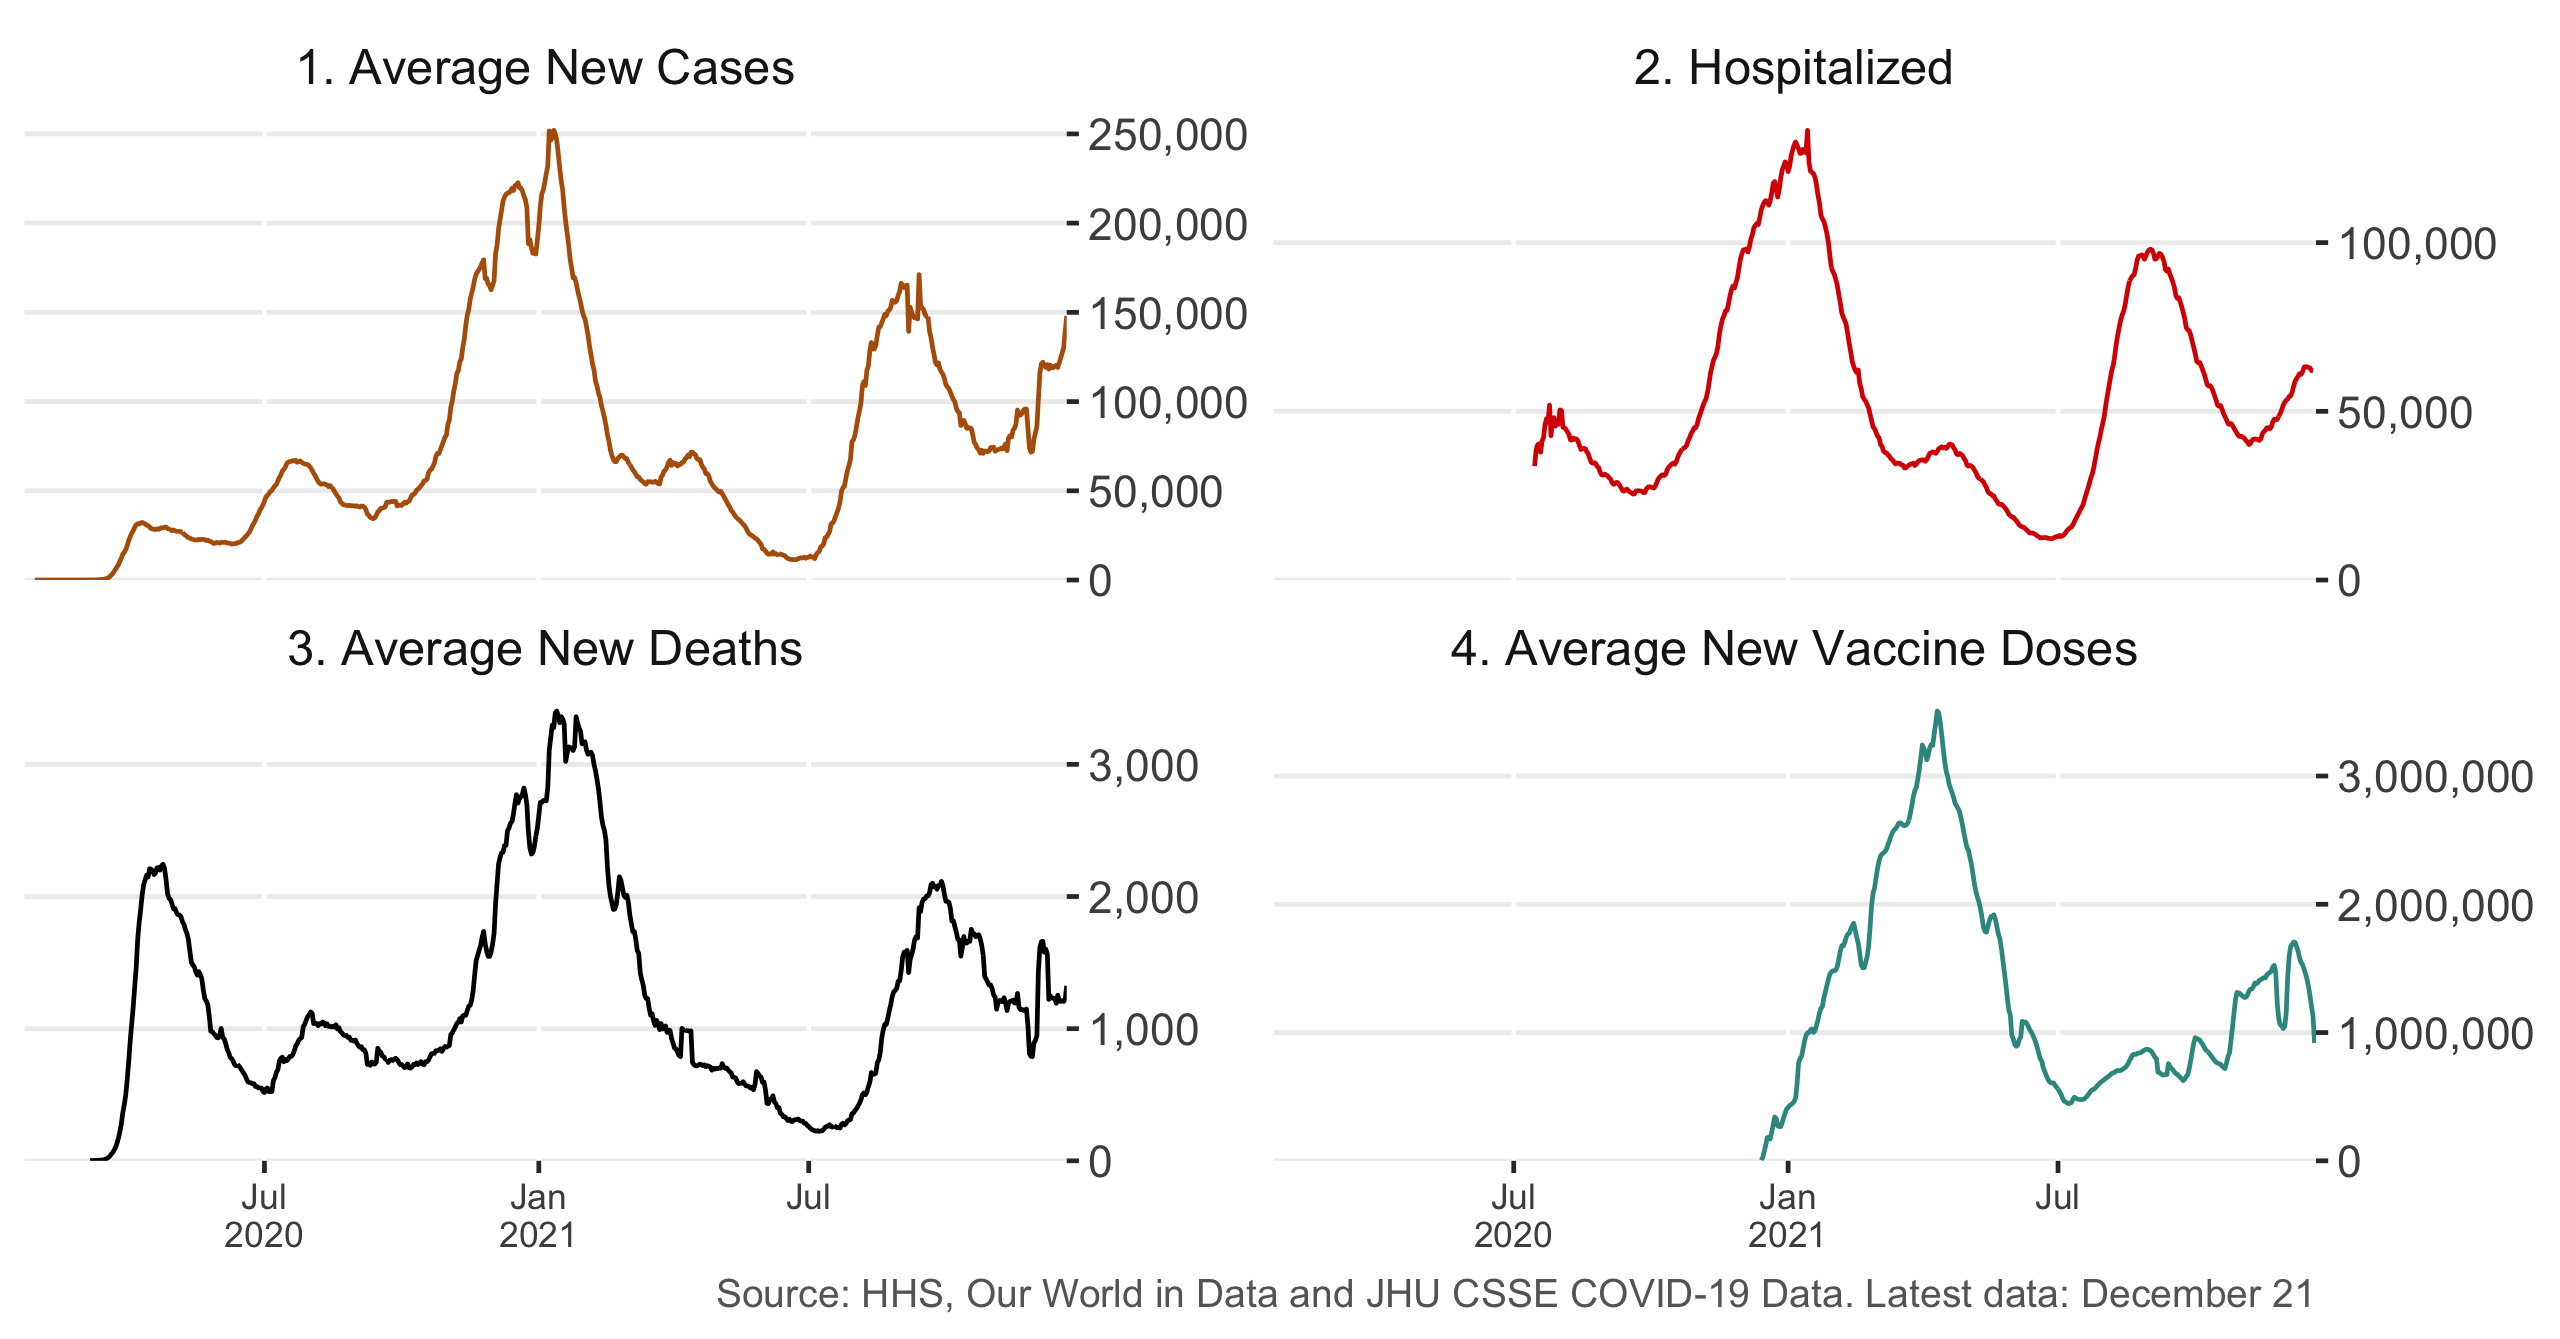 1. Average New Cases
250,000
200,000
150,000
100,000
50,000
0
2. Hospitalized
100,000
50,000
0
3. Average New Deaths
3,000
2,000
1,000
0
Jul
2020
Jan
2021
Jul
4. Average New Vaccine Doses
3,000,000
2,000,000
1,000,000
0
Jul
2020
Jan
2021
Jul
Source: HHS, Our World in Data and JHU CSSE COVID-19 Data. Latest data: December 21